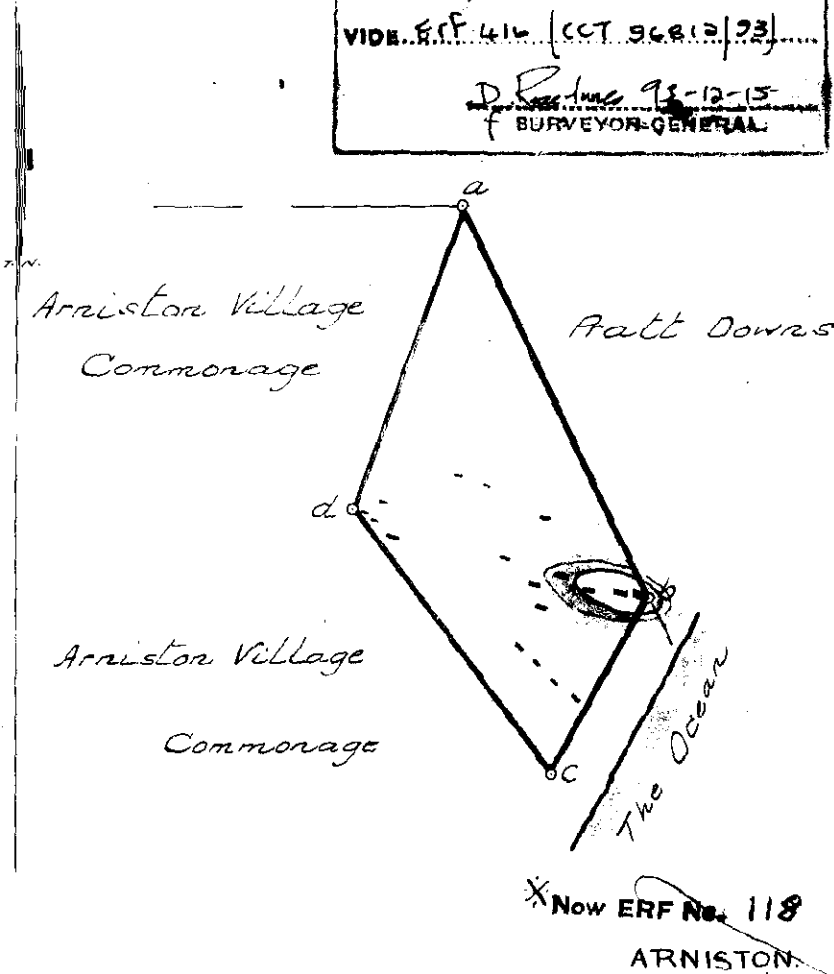 VIDE. Erf 416 (CCT 96812/93)
D 93-12-15
f SURVEYOR-GENERAL
a
T.N.
Arniston Village
Commonage
Pratt Downs
d
b
Arniston Village
Commonage
c
The Ocean
Now ERF No. 118
ARNISTON.